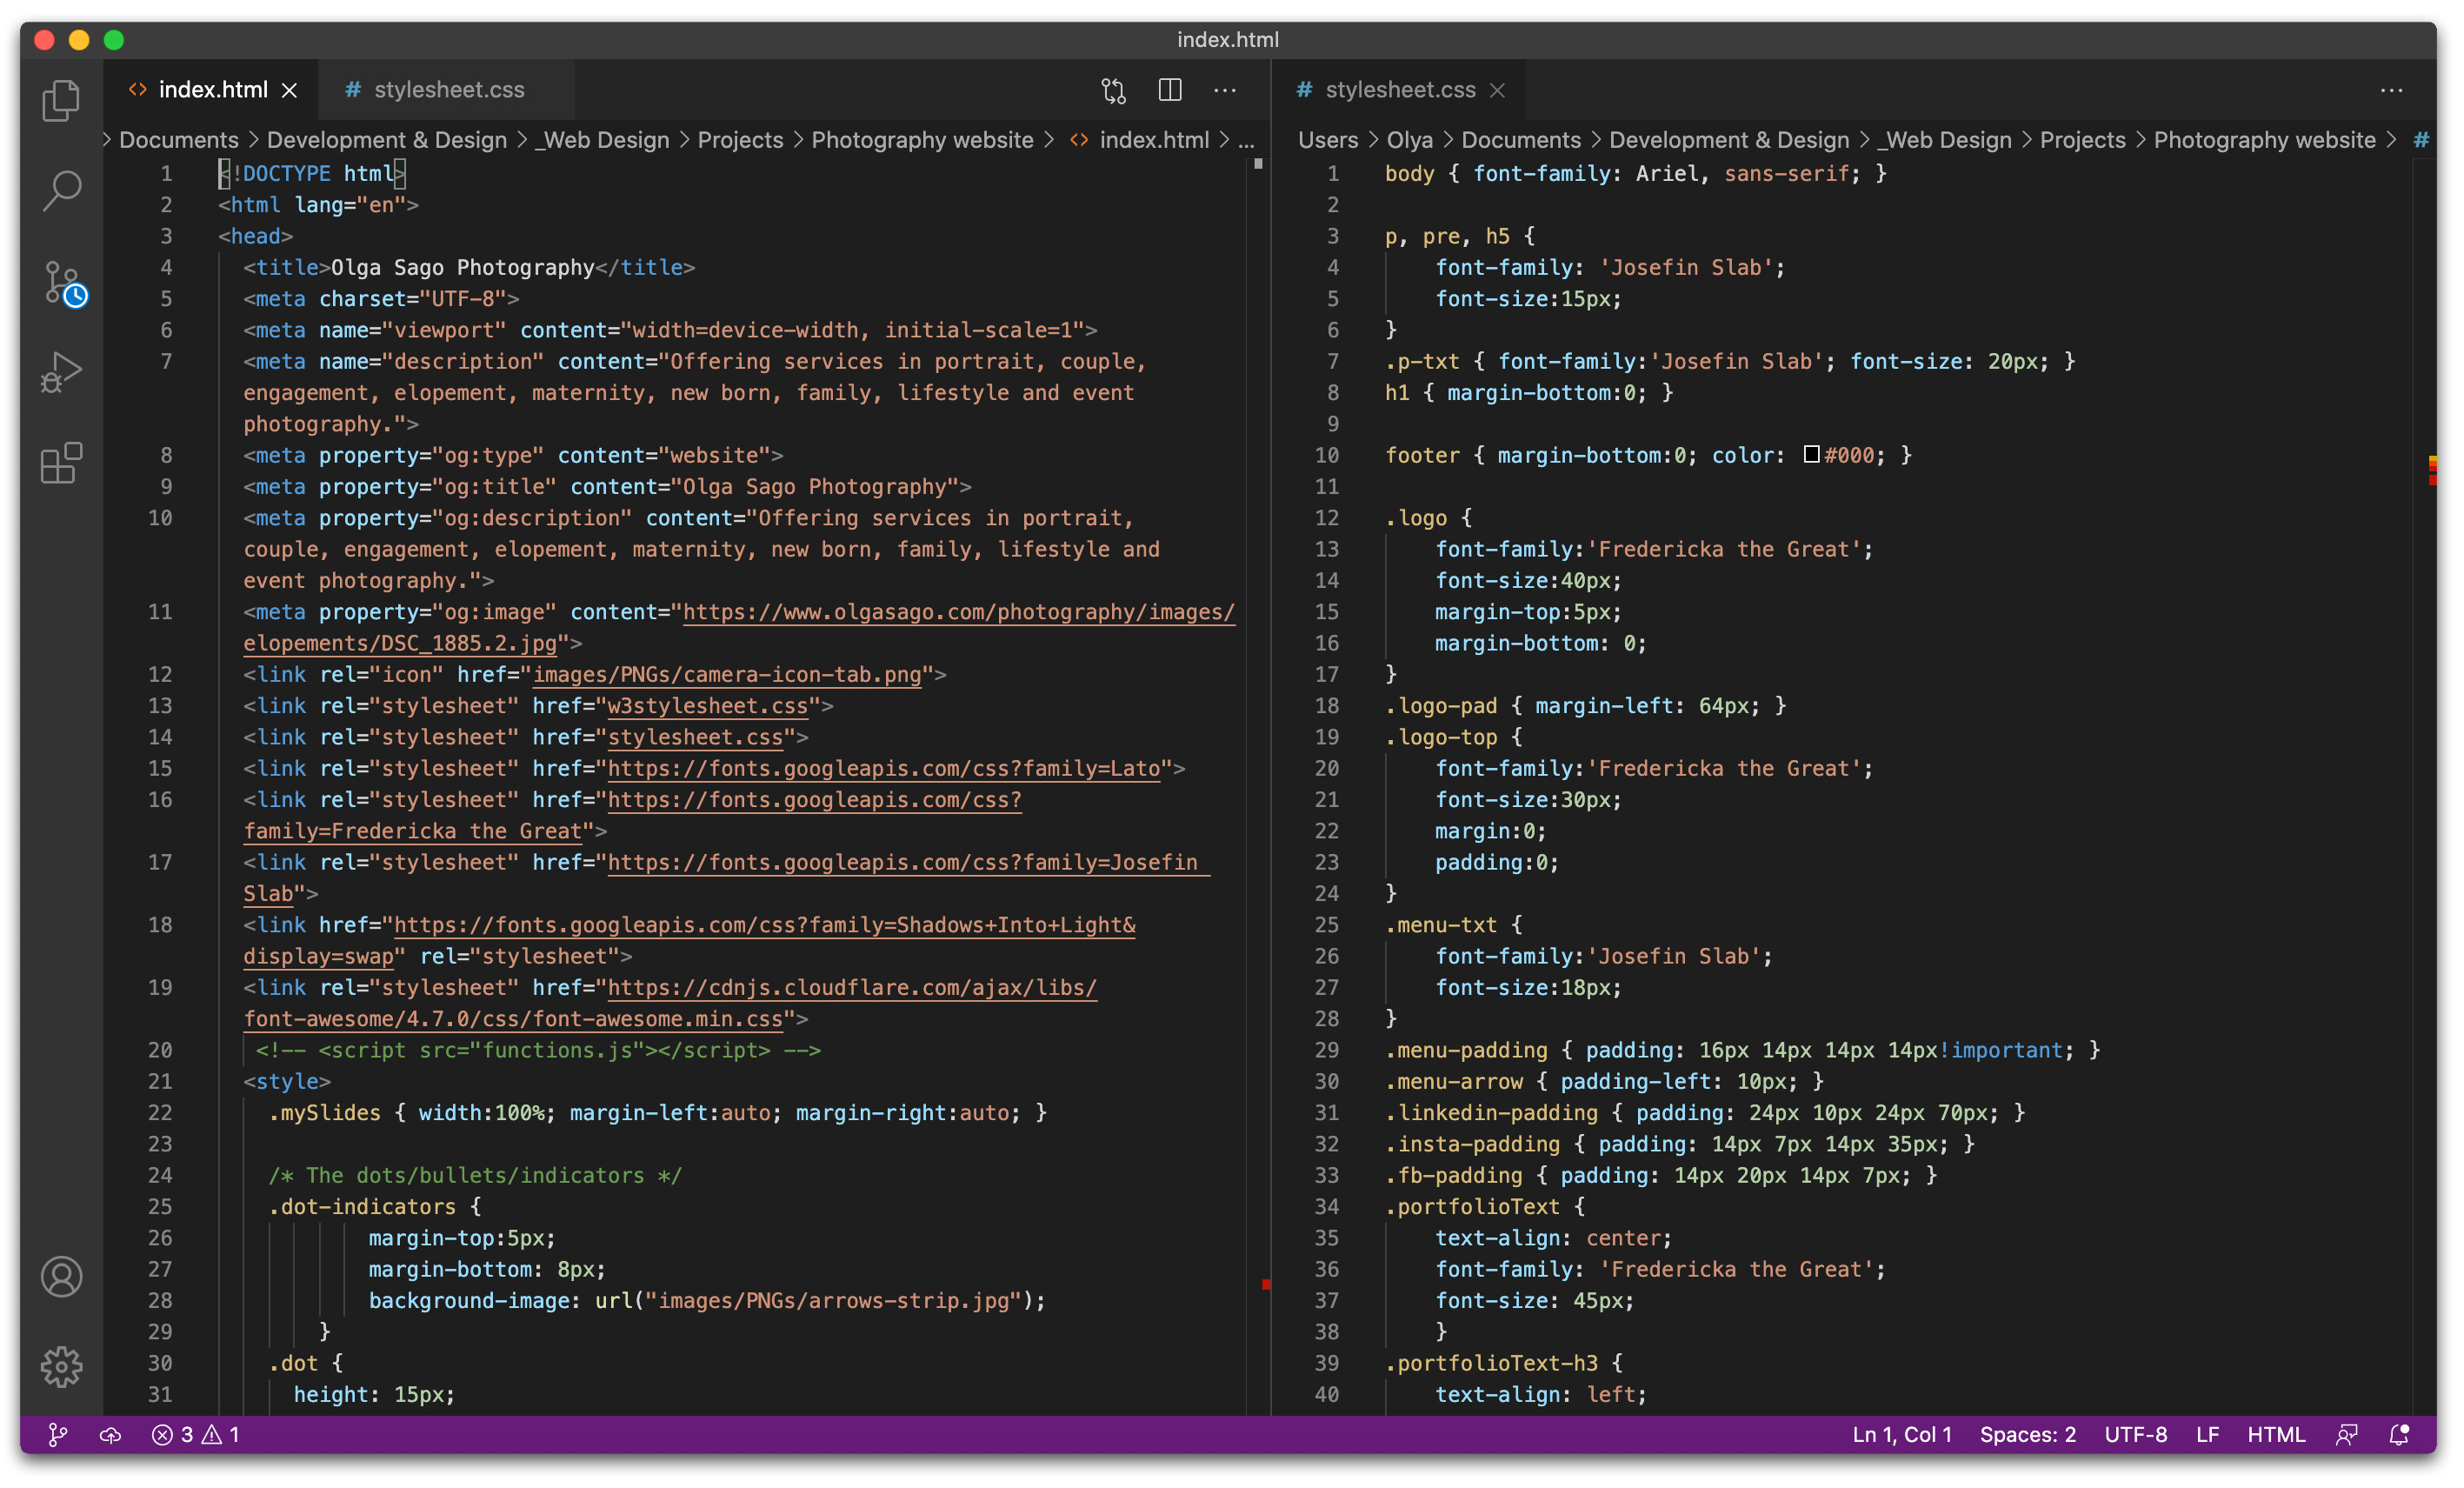 index.html
index.html
# stylesheet.css
Documents > Development & Design > _Web Design > Projects > Photography website > index.html > ...
1 <!DOCTYPE html>
2 <html lang="en">
3 <head>
4 <title>Olga Sago Photography</title>
5 <meta charset="UTF-8">
6 <meta name="viewport" content="width=device-width, initial-scale=1">
7 <meta name="description" content="Offering services in portrait, couple,
engagement, elopement, maternity, new born, family, lifestyle and event
photography.">
8 <meta property="og:type" content="website">
9 <meta property="og:title" content="Olga Sago Photography">
10 <meta property="og:description" content="Offering services in portrait,
couple, engagement, elopement, maternity, new born, family, lifestyle and
event photography.">
11 <meta property="og:image" content="https://www.olgasago.com/photography/images/
elopements/DSC_1885.2.jpg">
12 <link rel="icon" href="images/PNGs/camera-icon-tab.png">
13 <link rel="stylesheet" href="w3stylesheet.css">
14 <link rel="stylesheet" href="stylesheet.css">
15 <link rel="stylesheet" href="https://fonts.googleapis.com/css?family=Lato">
16 <link rel="stylesheet" href="https://fonts.googleapis.com/css?
family=Fredericka the Great">
17 <link rel="stylesheet" href="https://fonts.googleapis.com/css?family=Josefin
Slab">
18 <link href="https://fonts.googleapis.com/css?family=Shadows+Into+Light&
display=swap" rel="stylesheet">
19 <link rel="stylesheet" href="https://cdnjs.cloudflare.com/ajax/libs/
font-awesome/4.7.0/css/font-awesome.min.css">
20 <!-- <script src="functions.js"></script> -->
21 <style>
22 .mySlides { width:100%; margin-left:auto; margin-right:auto; }
23
24 /* The dots/bullets/indicators */
25 .dot-indicators {
26 margin-top:5px;
27 margin-bottom: 8px;
28 background-image: url("images/PNGs/arrows-strip.jpg");
29 }
30 .dot {
31 height: 15px;
# stylesheet.css
Users > Olya > Documents > Development & Design > _Web Design > Projects > Photography website > #
1 body { font-family: Ariel, sans-serif; }
2
3 p, pre, h5 {
4 font-family: 'Josefin Slab';
5 font-size:15px;
6 }
7 .p-txt { font-family:'Josefin Slab'; font-size: 20px; }
8 h1 { margin-bottom:0; }
9
10 footer { margin-bottom:0; color: #000; }
11
12 .logo {
13 font-family:'Fredericka the Great';
14 font-size:40px;
15 margin-top:5px;
16 margin-bottom: 0;
17 }
18 .logo-pad { margin-left: 64px; }
19 .logo-top {
20 font-family:'Fredericka the Great';
21 font-size:30px;
22 margin:0;
23 padding:0;
24 }
25 .menu-txt {
26 font-family:'Josefin Slab';
27 font-size:18px;
28 }
29 .menu-padding { padding: 16px 14px 14px 14px!important; }
30 .menu-arrow { padding-left: 10px; }
31 .linkedin-padding { padding: 24px 10px 24px 70px; }
32 .insta-padding { padding: 14px 7px 14px 35px; }
33 .fb-padding { padding: 14px 20px 14px 7px; }
34 .portfolioText {
35 text-align: center;
36 font-family: 'Fredericka the Great';
37 font-size: 45px;
38 }
39 .portfolioText-h3 {
40 text-align: left;
3 1
Ln 1, Col 1 Spaces: 2 UTF-8 LF HTML